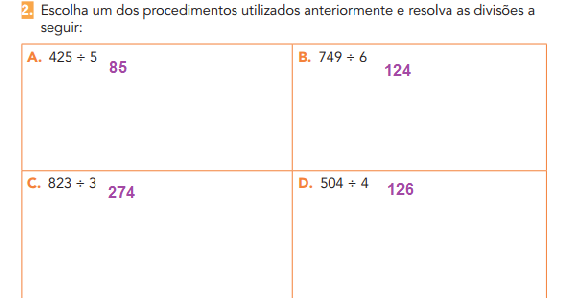 2. Escolha um dos procedimentos utilizados anteriormente e resolva as divisões a
seguir:
A. 425 ÷ 5 85
B. 749 ÷ 6 124
C. 823 ÷ 3 274
D. 504 ÷ 4 126